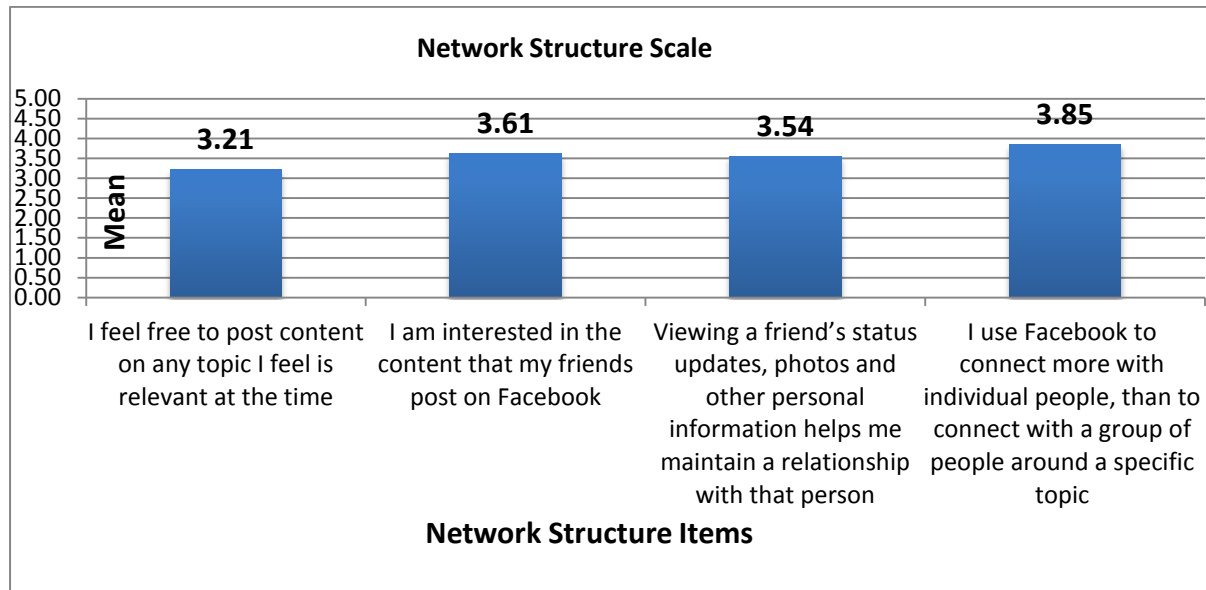 Network Structure Scale
5.00
4.50
4.00
3.50
3.00
2.50
2.00
1.50
1.00
0.50
0.00
Mean
3.21
3.61
3.54
3.85
I feel free to post content
on any topic I feel is
relevant at the time
I am interested in the
content that my friends
post on Facebook
Viewing a friend’s status
updates, photos and
other personal
information helps me
maintain a relationship
with that person
I use Facebook to
connect more with
individual people, than to
connect with a group of
people around a specific
topic
Network Structure Items